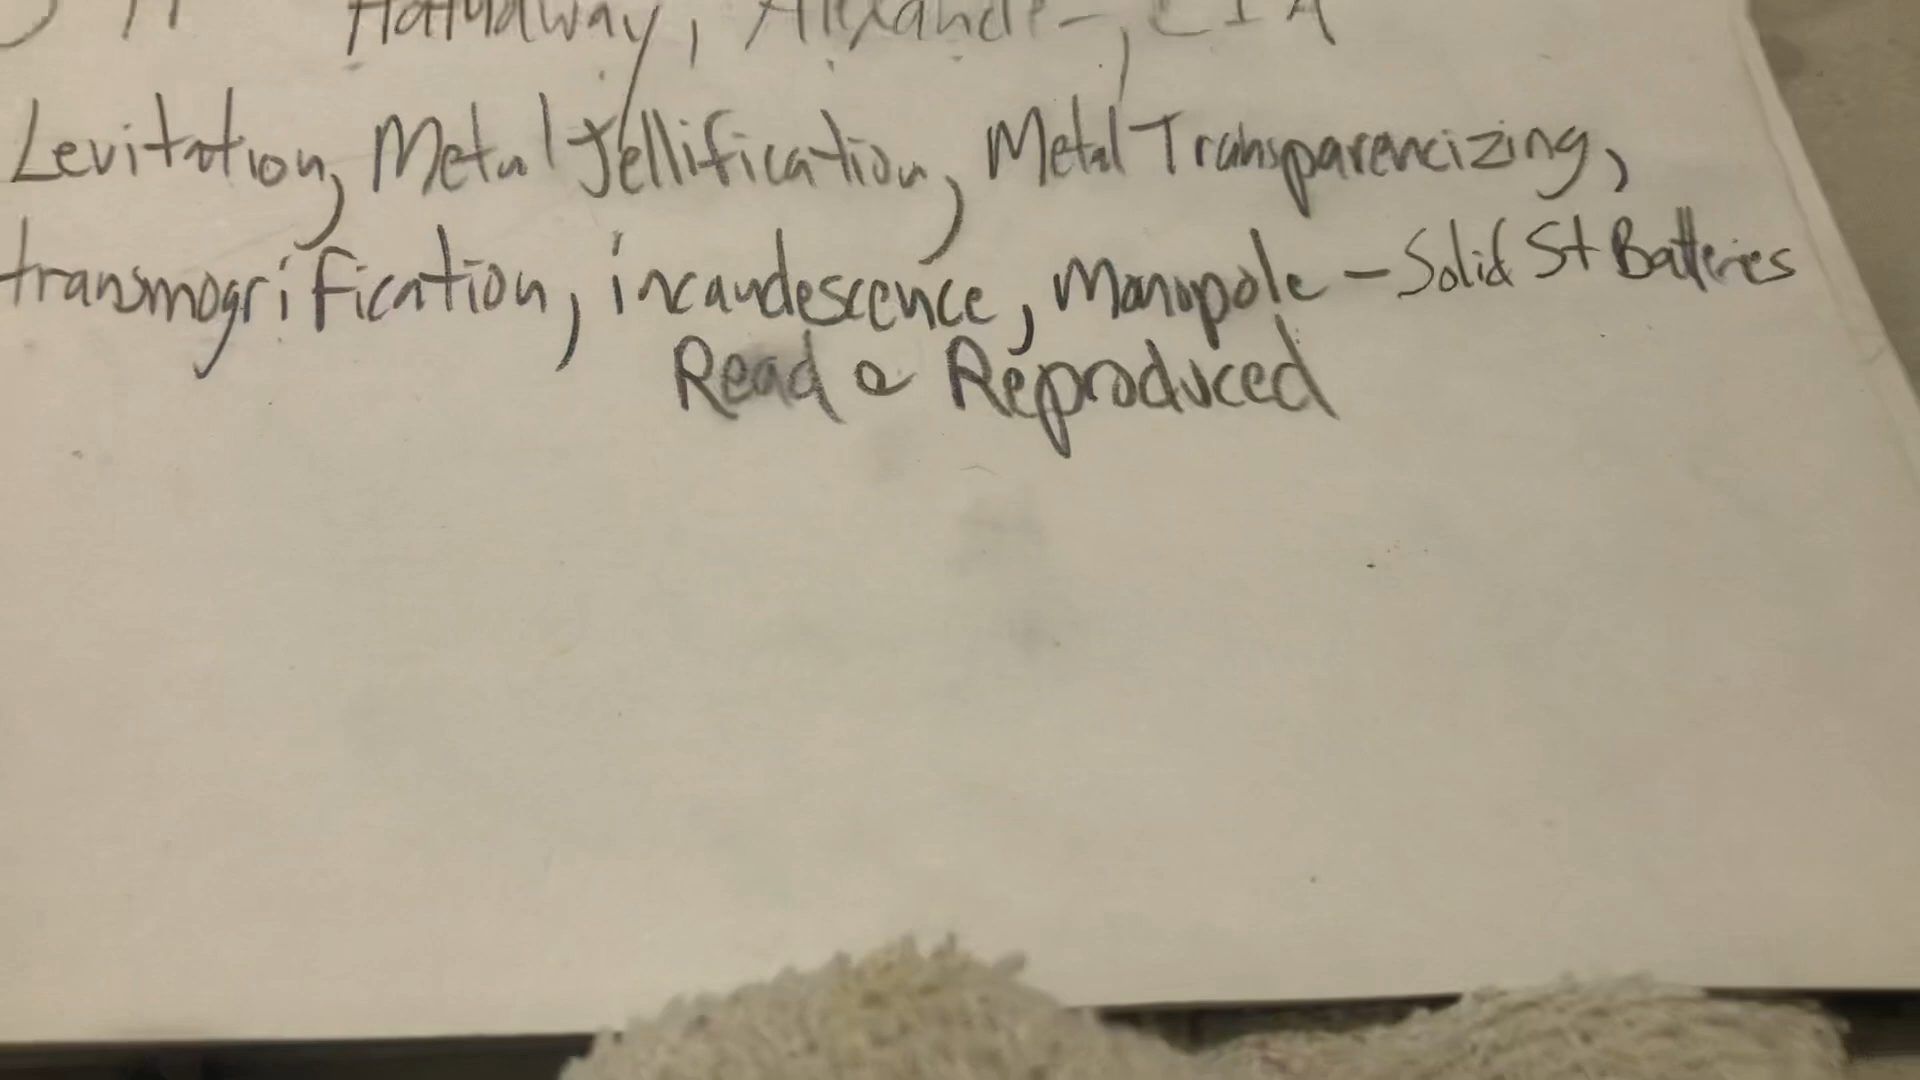 Hathaway, Alexander, CIA
Levitation, Metal Jellification, Metal Transparencizing,
transmogrification, incandescence, Monopole - Solid St Batteries
Read & Reproduced